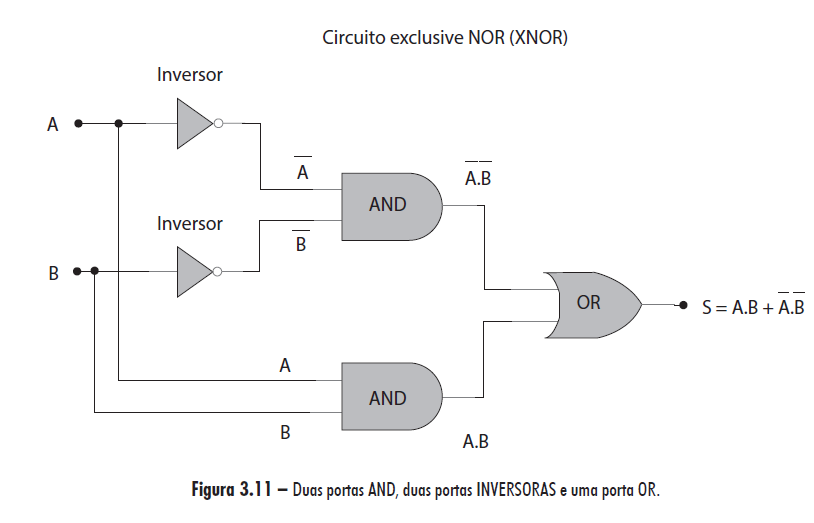 Circuito exclusive NOR (XNOR)
Inversor
A
A̅
A̅.B̅
AND
Inversor
B̅
B
OR
S = A.B + A̅.B̅
A
AND
B
A.B
Figura 3.11 – Duas portas AND, duas portas INVERSORAS e uma porta OR.